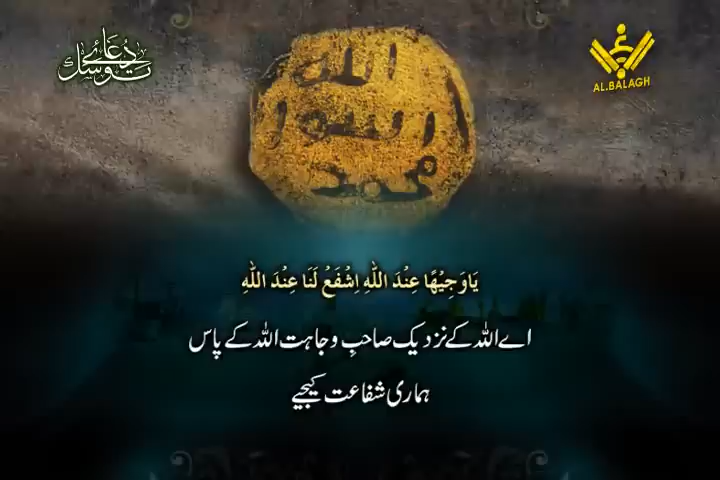 دعائے توسل
AL.BALAGH
الله
رسول
محمد
يَاوَجِيْهًا عِنْدَ اللّٰهِ اِشْفَعْ لَنَا عِنْدَ اللّٰهِ
اے اللہ کے نزدیک صاحبِ وجاہت اللہ کے پاس
ہماری شفاعت کیجیے